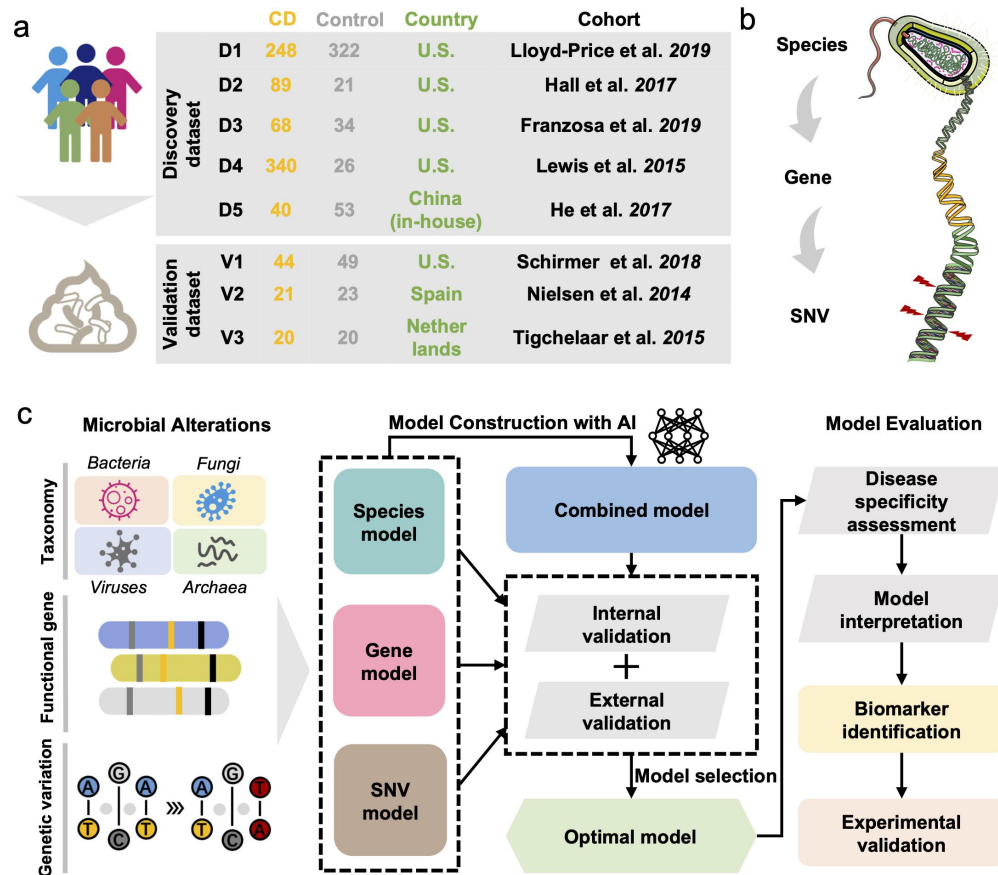 a
CD Control Country Cohort
Discovery dataset
D1 248 322 U.S. Lloyd-Price et al. 2019
D2 89 21 U.S. Hall et al. 2017
D3 68 34 U.S. Franzosa et al. 2019
D4 340 26 U.S. Lewis et al. 2015
D5 40 53 China (in-house) He et al. 2017
Validation dataset
V1 44 49 U.S. Schirmer et al. 2018
V2 21 23 Spain Nielsen et al. 2014
V3 20 20 Nether lands Tigchelaar et al. 2015
b
Species
Gene
SNV
c
Microbial Alterations
Taxonomy
Bacteria Fungi
Viruses Archaea
Functional gene
Genetic variation
A G A
T C T
A G T
T C A
Model Construction with AI
Species
model
Gene
model
SNV
model
Combined model
Internal
validation
External
validation
Model selection
Optimal model
Model Evaluation
Disease
specificity
assessment
Model
interpretation
Biomarker
identification
Experimental
validation